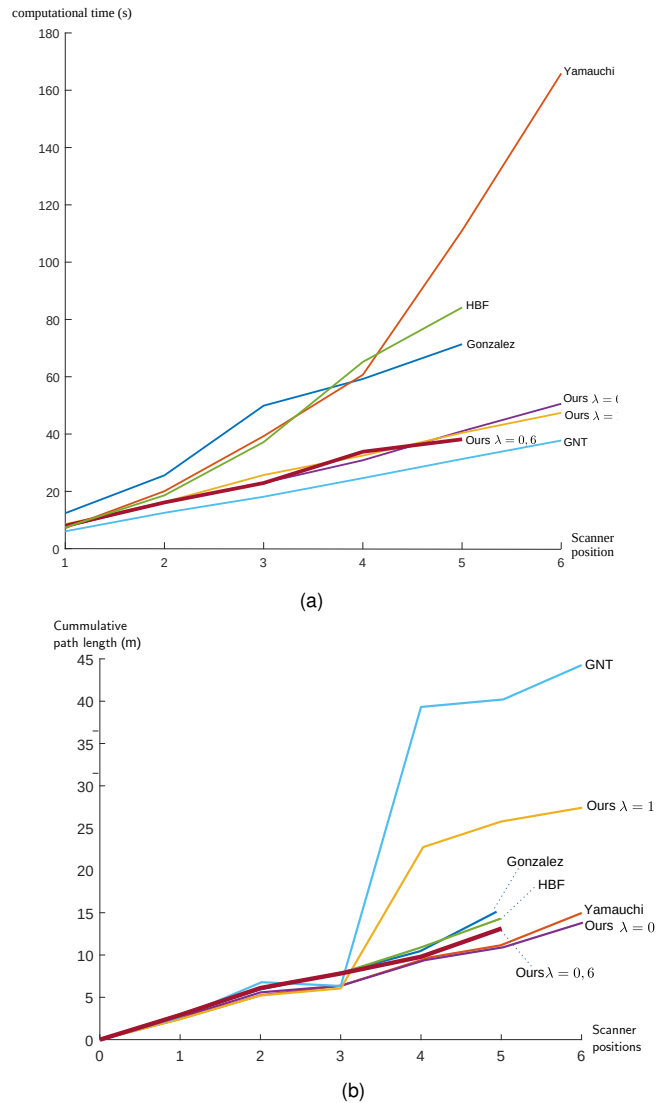 computational time (s)
180
160
140
120
100
80
60
40
20
0
1 2 3 4 5 6
Yamauchi
HBF
Gonzalez
Ours λ = 0
Ours λ =
Ours λ = 0, 6
GNT
Scanner
position
(a)
Cummulative
path length (m)
45
40
35
30
25
20
15
10
5
0
0 1 2 3 4 5 6
GNT
Ours λ = 1
Gonzalez
HBF
Yamauchi
Ours λ = 0
Ours λ = 0, 6
Scanner
positions
(b)